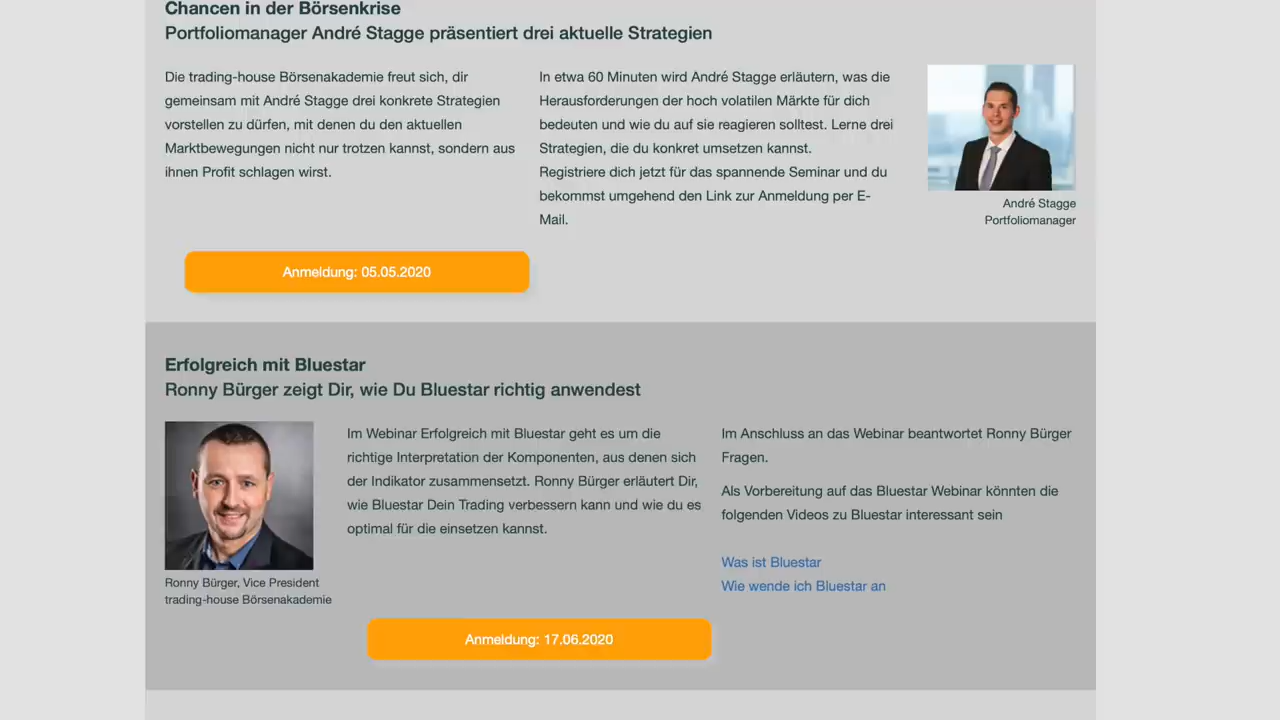 Chancen in der Börsenkrise
Portfoliomanager André Stagge präsentiert drei aktuelle Strategien
Die trading-house Börsenakademie freut sich, dir
gemeinsam mit André Stagge drei konkrete Strategien
vorstellen zu dürfen, mit denen du den aktuellen
Marktbewegungen nicht nur trotzen kannst, sondern aus
ihnen Profit schlagen wirst.
In etwa 60 Minuten wird André Stagge erläutern, was die
Herausforderungen der hoch volatilen Märkte für dich
bedeuten und wie du auf sie reagieren solltest. Lerne drei
Strategien, die du konkret umsetzen kannst.
Registriere dich jetzt für das spannende Seminar und du
bekommst umgehend den Link zur Anmeldung per E-
Mail.
André Stagge
Portfoliomanager
Anmeldung: 05.05.2020
Erfolgreich mit Bluestar
Ronny Bürger zeigt Dir, wie Du Bluestar richtig anwendest
Ronny Bürger, Vice President
trading-house Börsenakademie
Im Webinar Erfolgreich mit Bluestar geht es um die
richtige Interpretation der Komponenten, aus denen sich
der Indikator zusammensetzt. Ronny Bürger erläutert Dir,
wie Bluestar Dein Trading verbessern kann und wie du es
optimal für die einsetzen kannst.
Im Anschluss an das Webinar beantwortet Ronny Bürger
Fragen.
Als Vorbereitung auf das Bluestar Webinar könnten die
folgenden Videos zu Bluestar interessant sein
Was ist Bluestar
Wie wende ich Bluestar an
Anmeldung: 17.06.2020